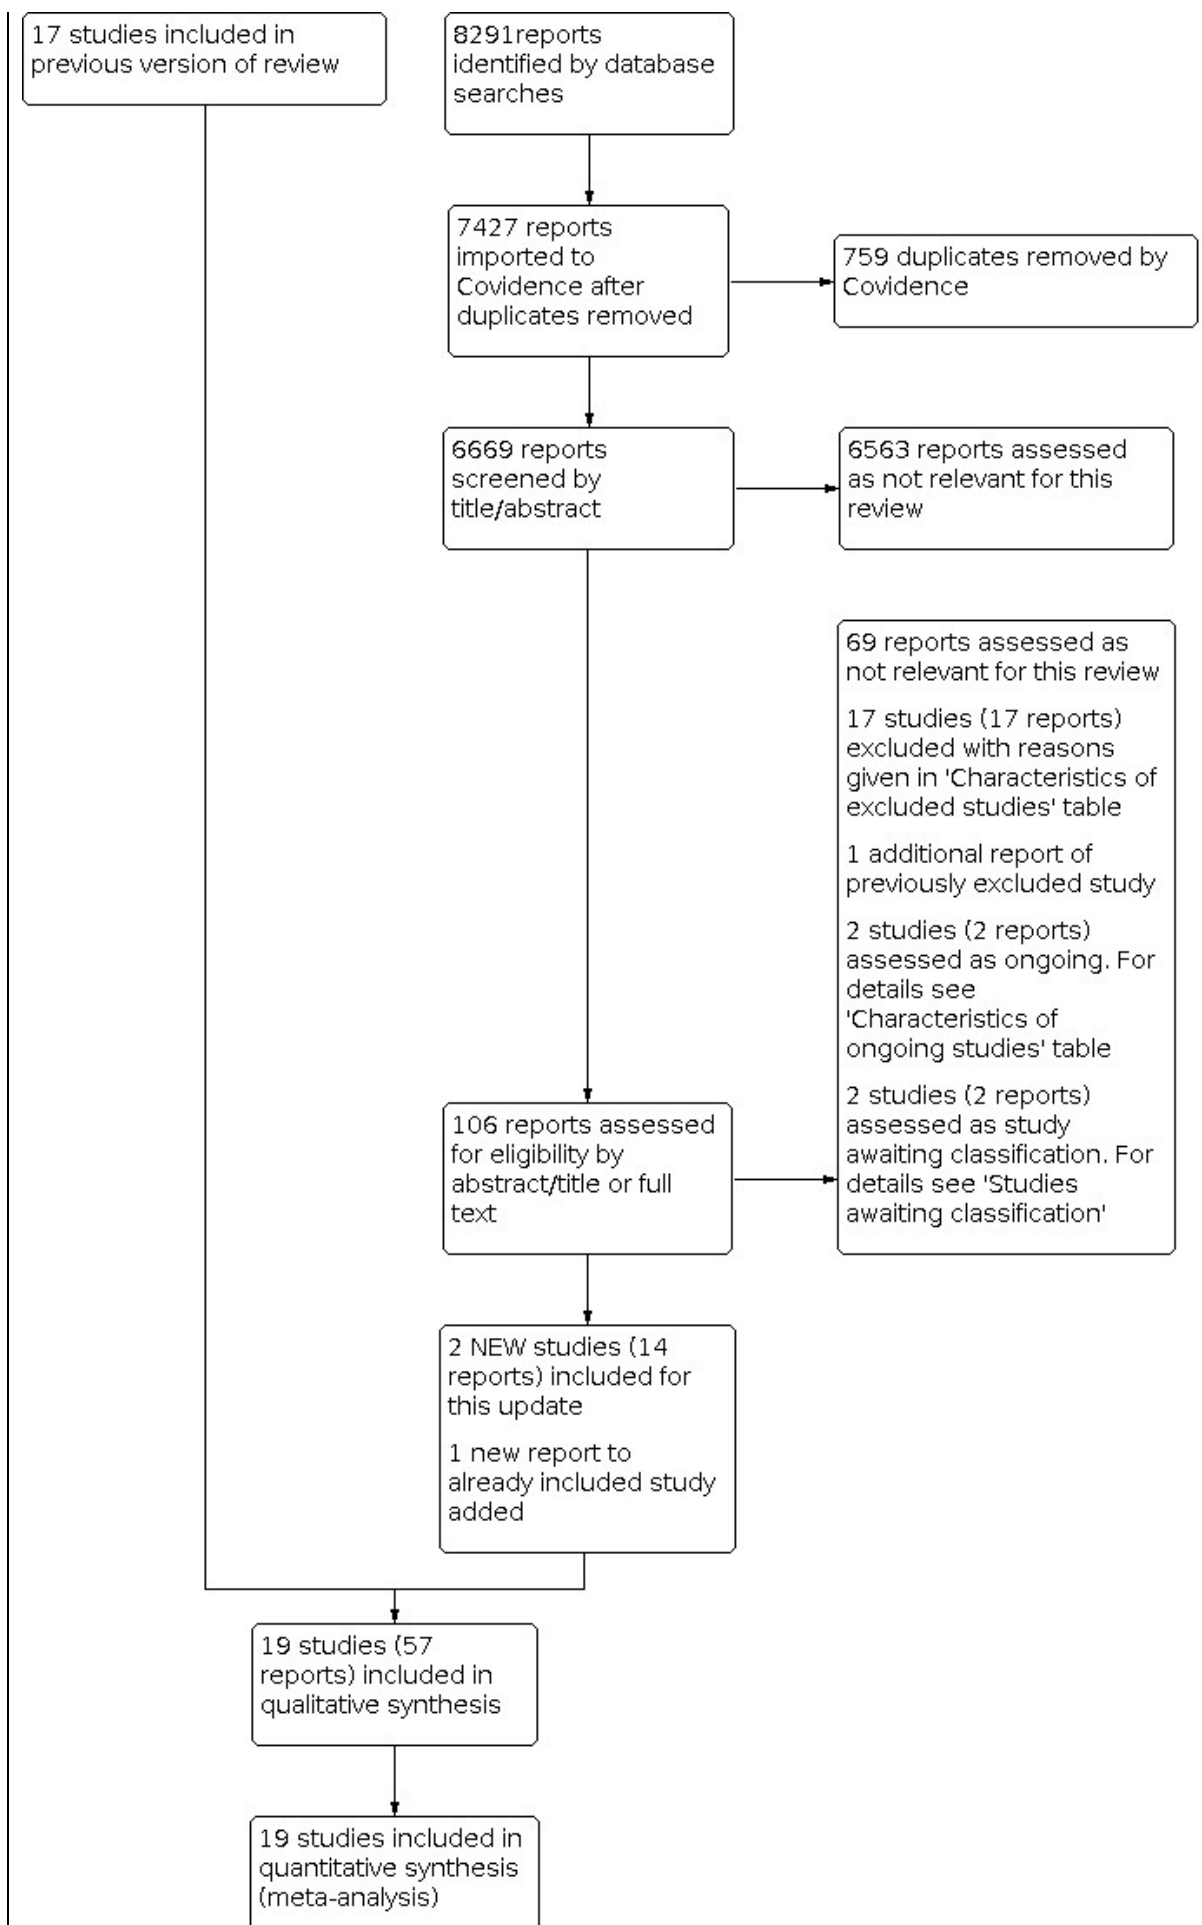 17 studies included in
previous version of review
8291reports
identified by database
searches
7427 reports
imported to
Covidence after
duplicates removed
759 duplicates removed by
Covidence
6669 reports
screened by
title/abstract
6563 reports assessed
as not relevant for this
review
69 reports assessed as
not relevant for this review
17 studies (17 reports)
excluded with reasons
given in 'Characteristics of
excluded studies' table
1 additional report of
previously excluded study
2 studies (2 reports)
assessed as ongoing. For
details see
'Characteristics of
ongoing studies' table
2 studies (2 reports)
assessed as study
awaiting classification. For
details see 'Studies
awaiting classification'
106 reports assessed
for eligibility by
abstract/title or full
text
2 NEW studies (14
reports) included for
this update
1 new report to
already included study
added
19 studies (57
reports) included in
qualitative synthesis
19 studies included in
quantitative synthesis
(meta-analysis)